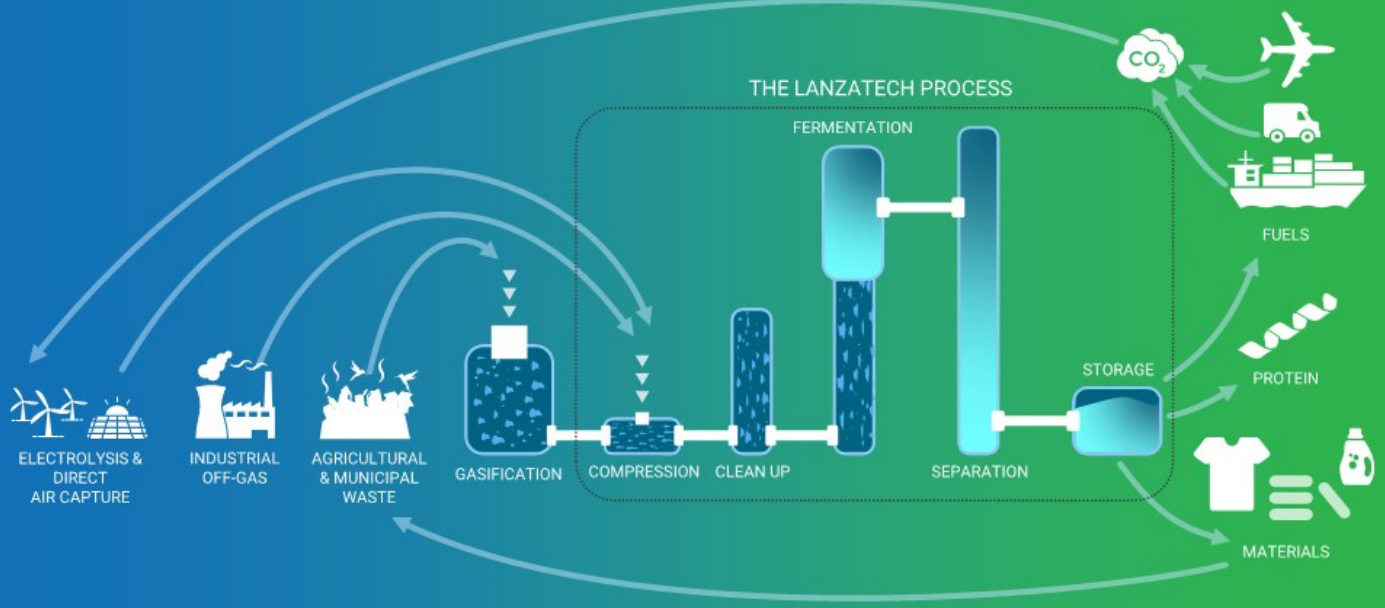 CO₂
THE LANZATECH PROCESS
FERMENTATION
FUELS
STORAGE
PROTEIN
ELECTROLYSIS &
DIRECT
AIR CAPTURE
INDUSTRIAL
OFF-GAS
AGRICULTURAL
& MUNICIPAL
WASTE
GASIFICATION
COMPRESSION
CLEAN UP
SEPARATION
MATERIALS